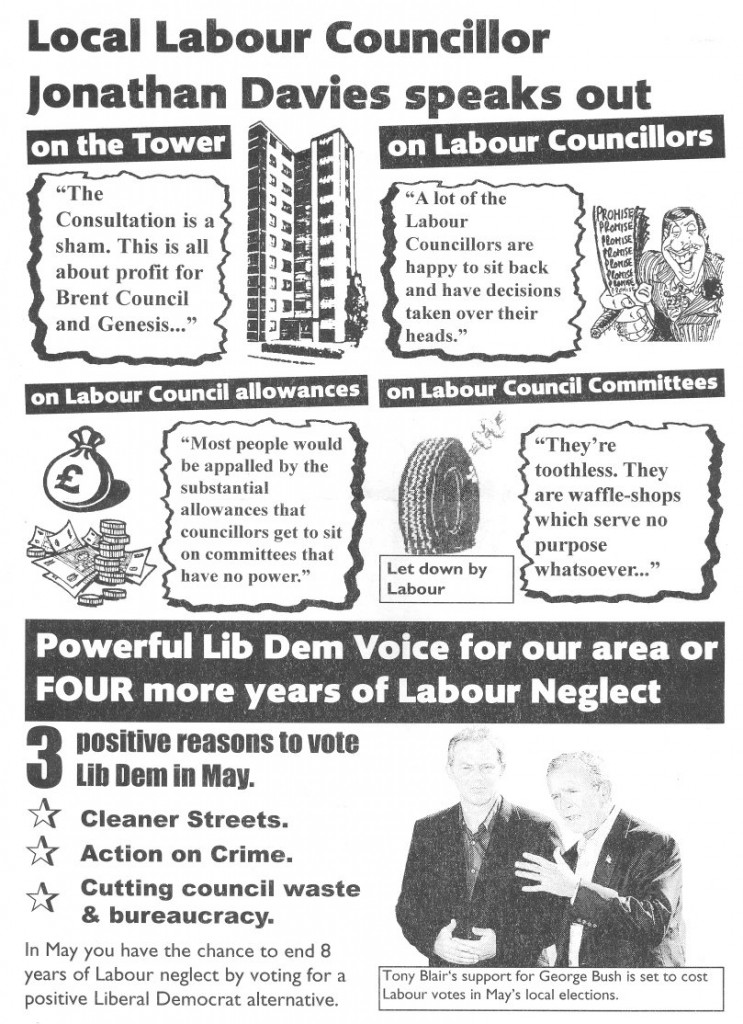 Local Labour Councillor
Jonathan Davies speaks out
on the Tower
"The
Consultation is a
sham. This is all
about profit for
Brent Council
and Genesis..."
on Labour Councillors
"A lot of the
Labour
Councillors are
happy to sit back
and have decisions
taken over their
heads."
PROMISE
PROMISE
PROMISE
PROMISE
PROMISE
PROMISE
PROMISE
on Labour Council allowances
£
"Most people would
be appalled by the
substantial
allowances that
councillors get to sit
on committees that
have no power."
on Labour Council Committees
Let down by
Labour
"They're
toothless. They
are waffle-shops
which serve no
purpose
whatsoever..."
Powerful Lib Dem Voice for our area or
FOUR more years of Labour Neglect
3 positive reasons to vote
Lib Dem in May.
Cleaner Streets.
Action on Crime.
Cutting council waste
& bureaucracy.
In May you have the chance to end 8
years of Labour neglect by voting for a
positive Liberal Democrat alternative.
Tony Blair's support for George Bush is set to cost
Labour votes in May's local elections.